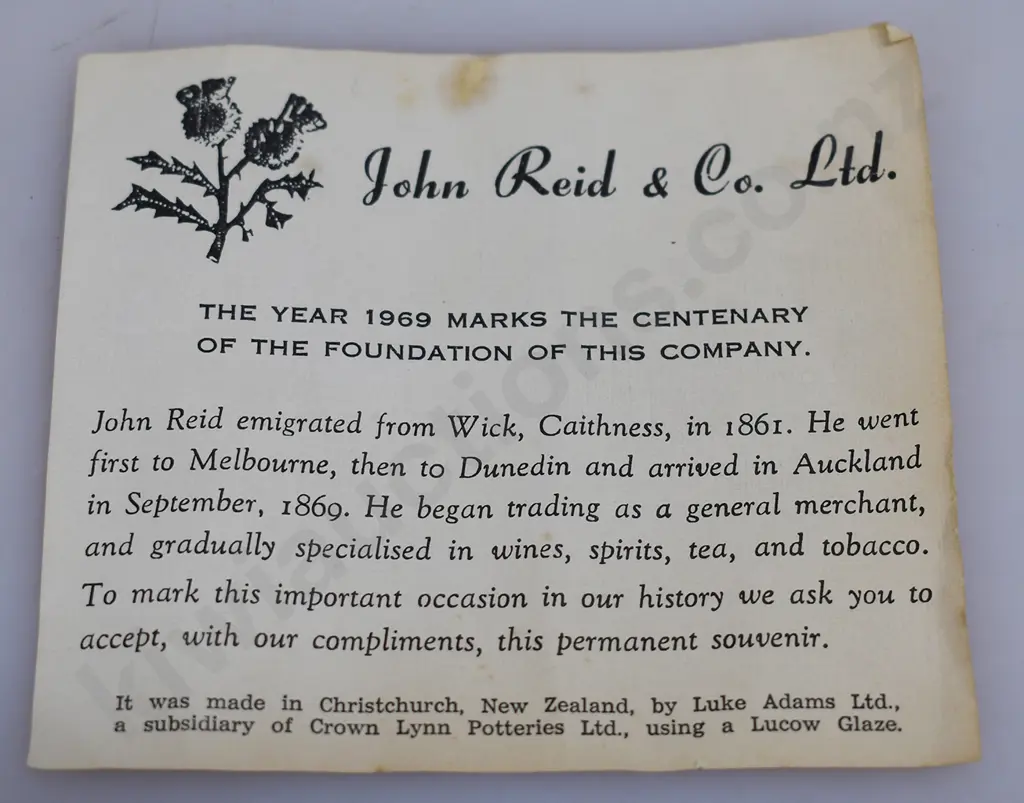 John Reid & Co. Ltd.
THE YEAR 1969 MARKS THE CENTENARY
OF THE FOUNDATION OF THIS COMPANY.
John Reid emigrated from Wick, Caithness, in 1861. He went
first to Melbourne, then to Dunedin and arrived in Auckland
in September, 1869. He began trading as a general merchant,
and gradually specialised in wines, spirits, tea, and tobacco.
To mark this important occasion in our history we ask you to
accept, with our compliments, this permanent souvenir.
It was made in Christchurch, New Zealand, by Luke Adams Ltd.,
a subsidiary of Crown Lynn Potteries Ltd., using a Lucow Glaze.
kiwiauctions.co.nz